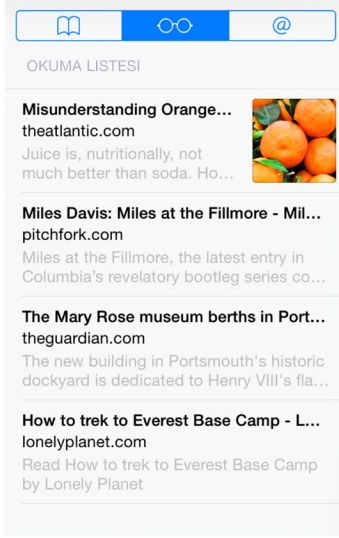 @
OKUMA LISTESI
Misunderstanding Orange...
theatlantic.com
Juice is, nutritionally, not
much better than soda. Ho...
Miles Davis: Miles at the Fillmore - Mil...
pitchfork.com
Miles at the Fillmore, the latest entry in
Columbia's revelatory bootleg series co...
The Mary Rose museum berths in Port...
theguardian.com
The new building in Portsmouth's historic
dockyard is dedicated to Henry VIII's fla...
How to trek to Everest Base Camp - L...
lonelyplanet.com
Read How to trek to Everest Base Camp
by Lonely Planet